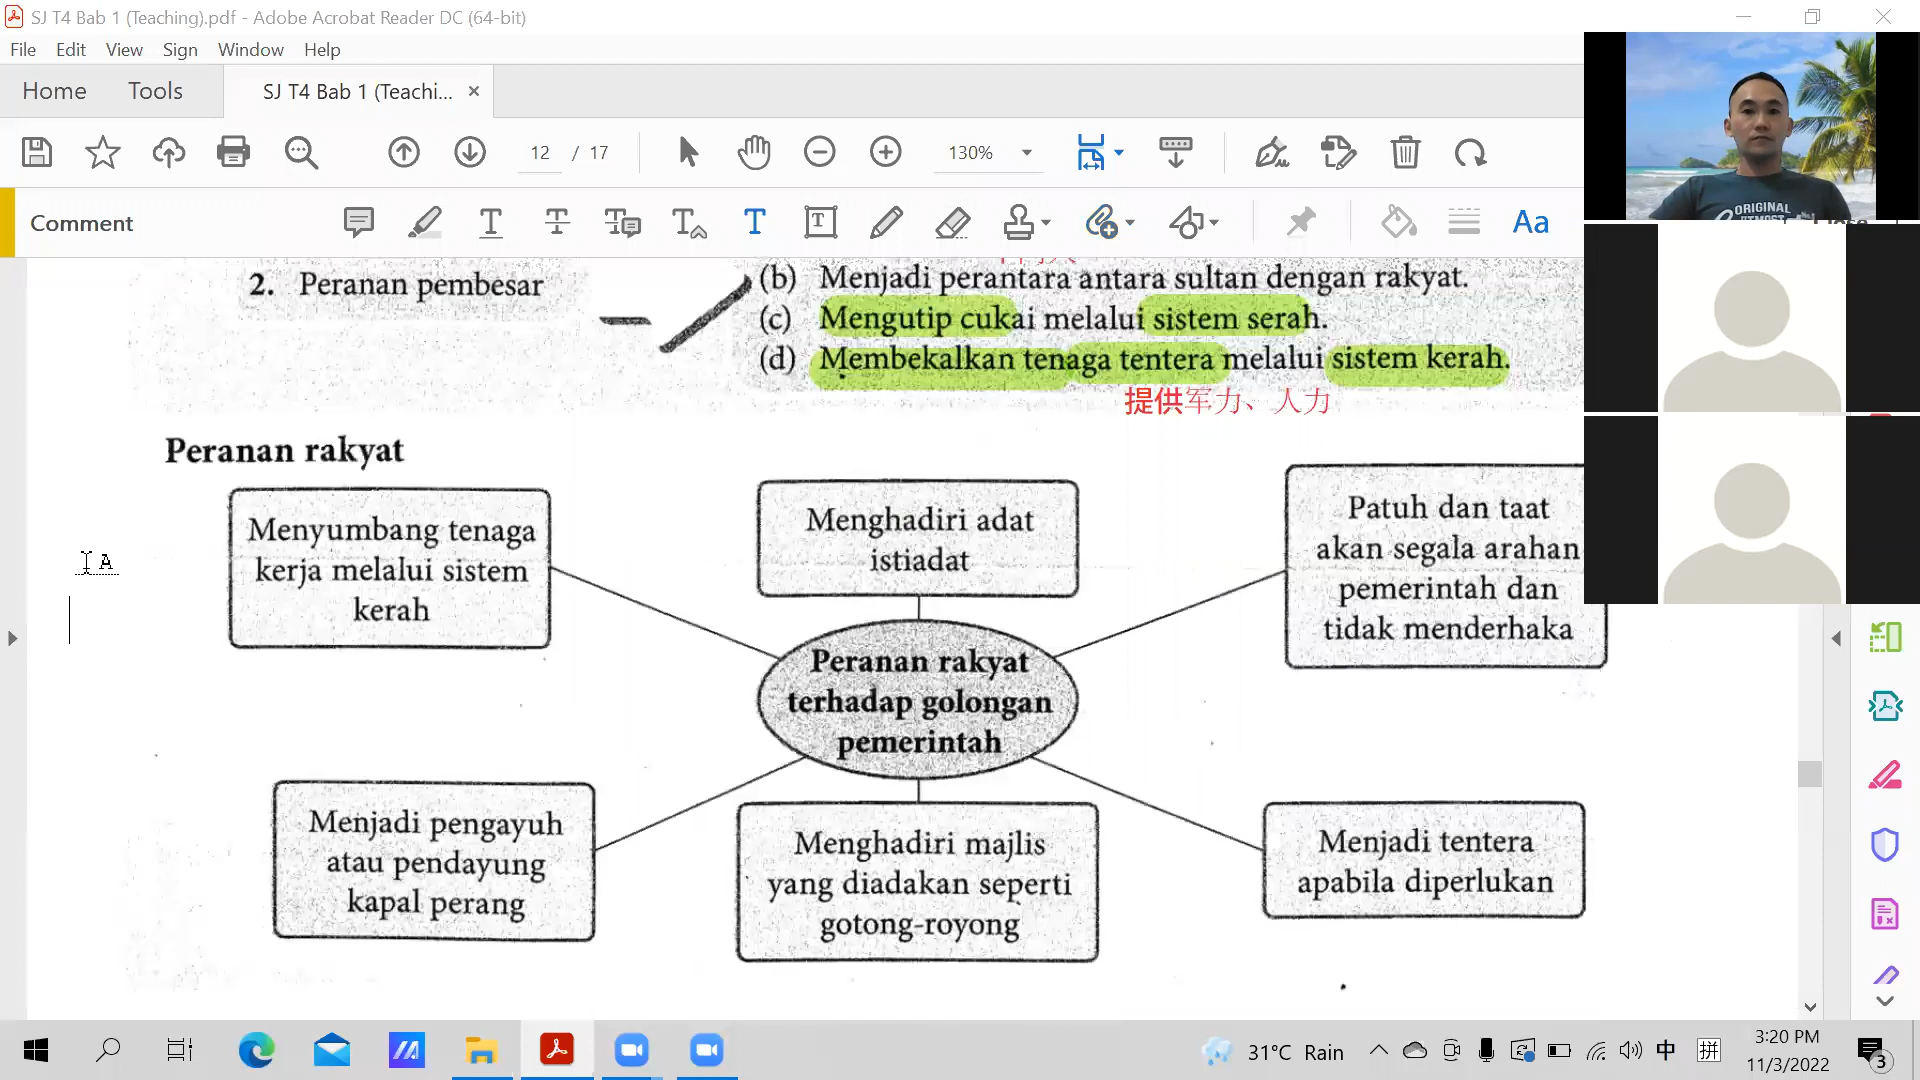 SJ T4 Bab 1 (Teaching).pdf - Adobe Acrobat Reader DC (64-bit)
File Edit View Sign Window Help
Home Tools SJ T4 Bab 1 (Teachi... ×
12 / 17 130%
Comment
Aa
ORIGINAL
2. Peranan pembesar
(b) Menjadi perantara antara sultan dengan rakyat.
(c) Mengutip cukai melalui sistem serah.
(d) Membekalkan tenaga tentera melalui sistem kerah.
提供军力、人力
Peranan rakyat
Menyumbang tenaga
kerja melalui sistem
kerah
Menghadiri adat
istiadat
Patuh dan taat
akan segala arahan
pemerintah dan
tidak menderhaka
Peranan rakyat
terhadap golongan
pemerintah
Menjadi pengayuh
atau pendayung
kapal perang
Menghadiri majlis
yang diadakan seperti
gotong-royong
Menjadi tentera
apabila diperlukan
31°C Rain
中
拼
3:20 PM
11/3/2022
3